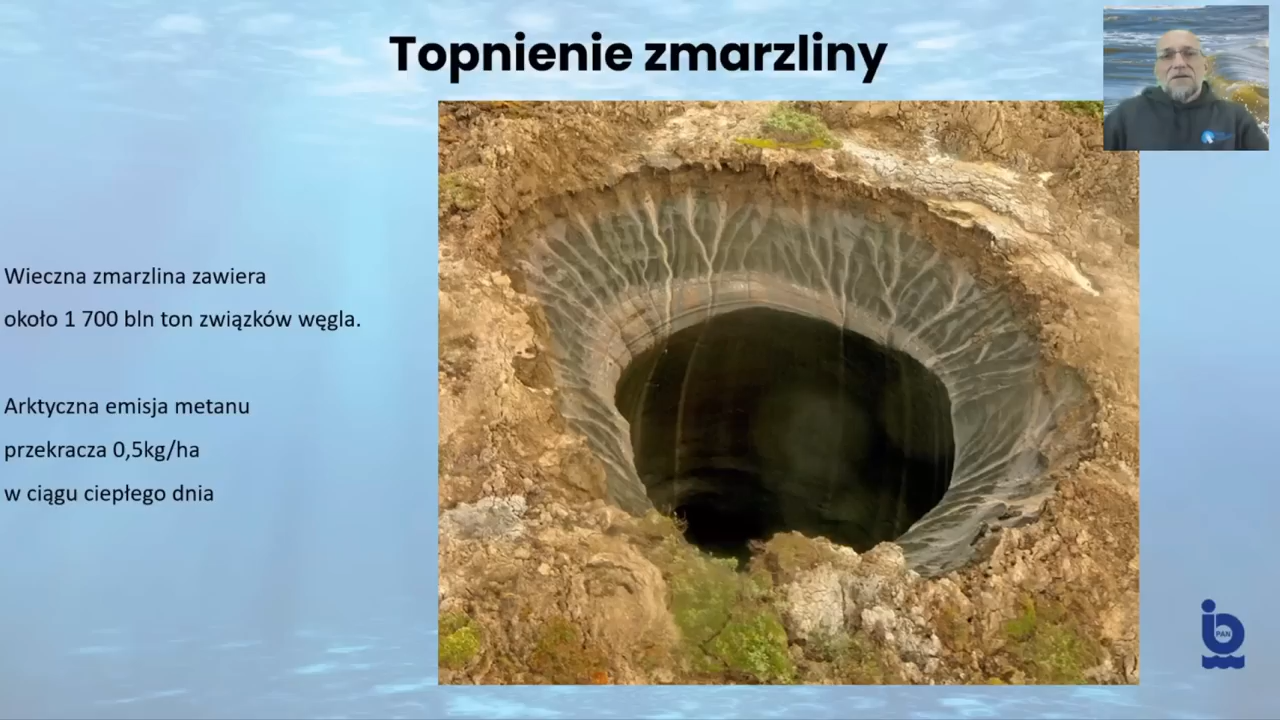 Topnienie zmarzliny
Wieczna zmarzlina zawiera
około 1 700 bln ton związków węgla.
Arktyczna emisja metanu
przekracza 0,5kg/ha
w ciągu ciepłego dnia
PAN